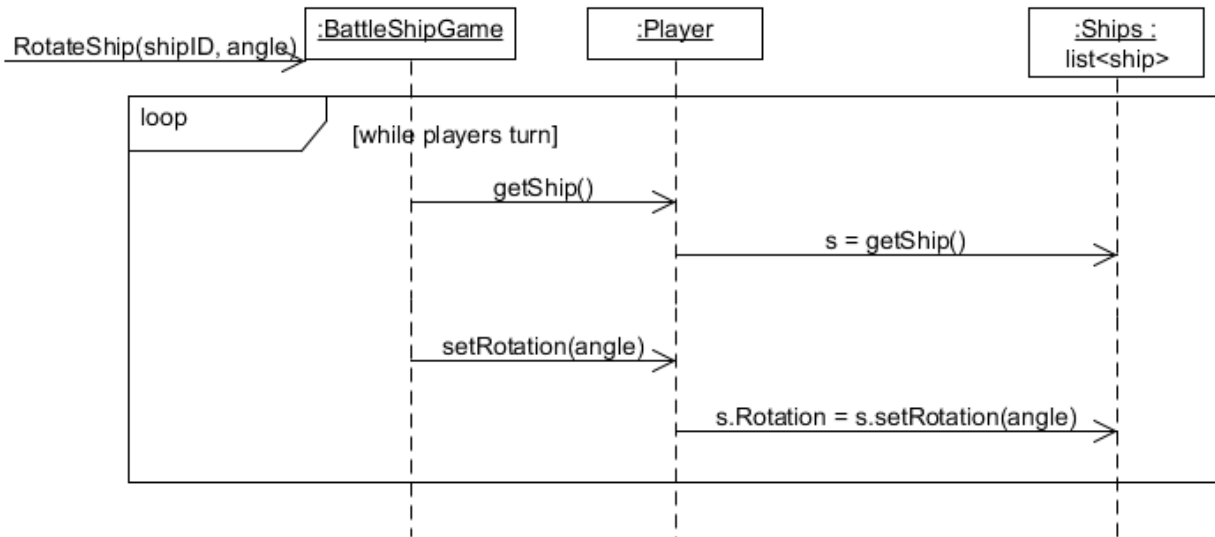 :BattleShipGame
:Player
:Ships :
list<ship>
RotateShip(shipID, angle)
loop
[while players turn]
getShip()
s = getShip()
setRotation(angle)
s.Rotation = s.setRotation(angle)